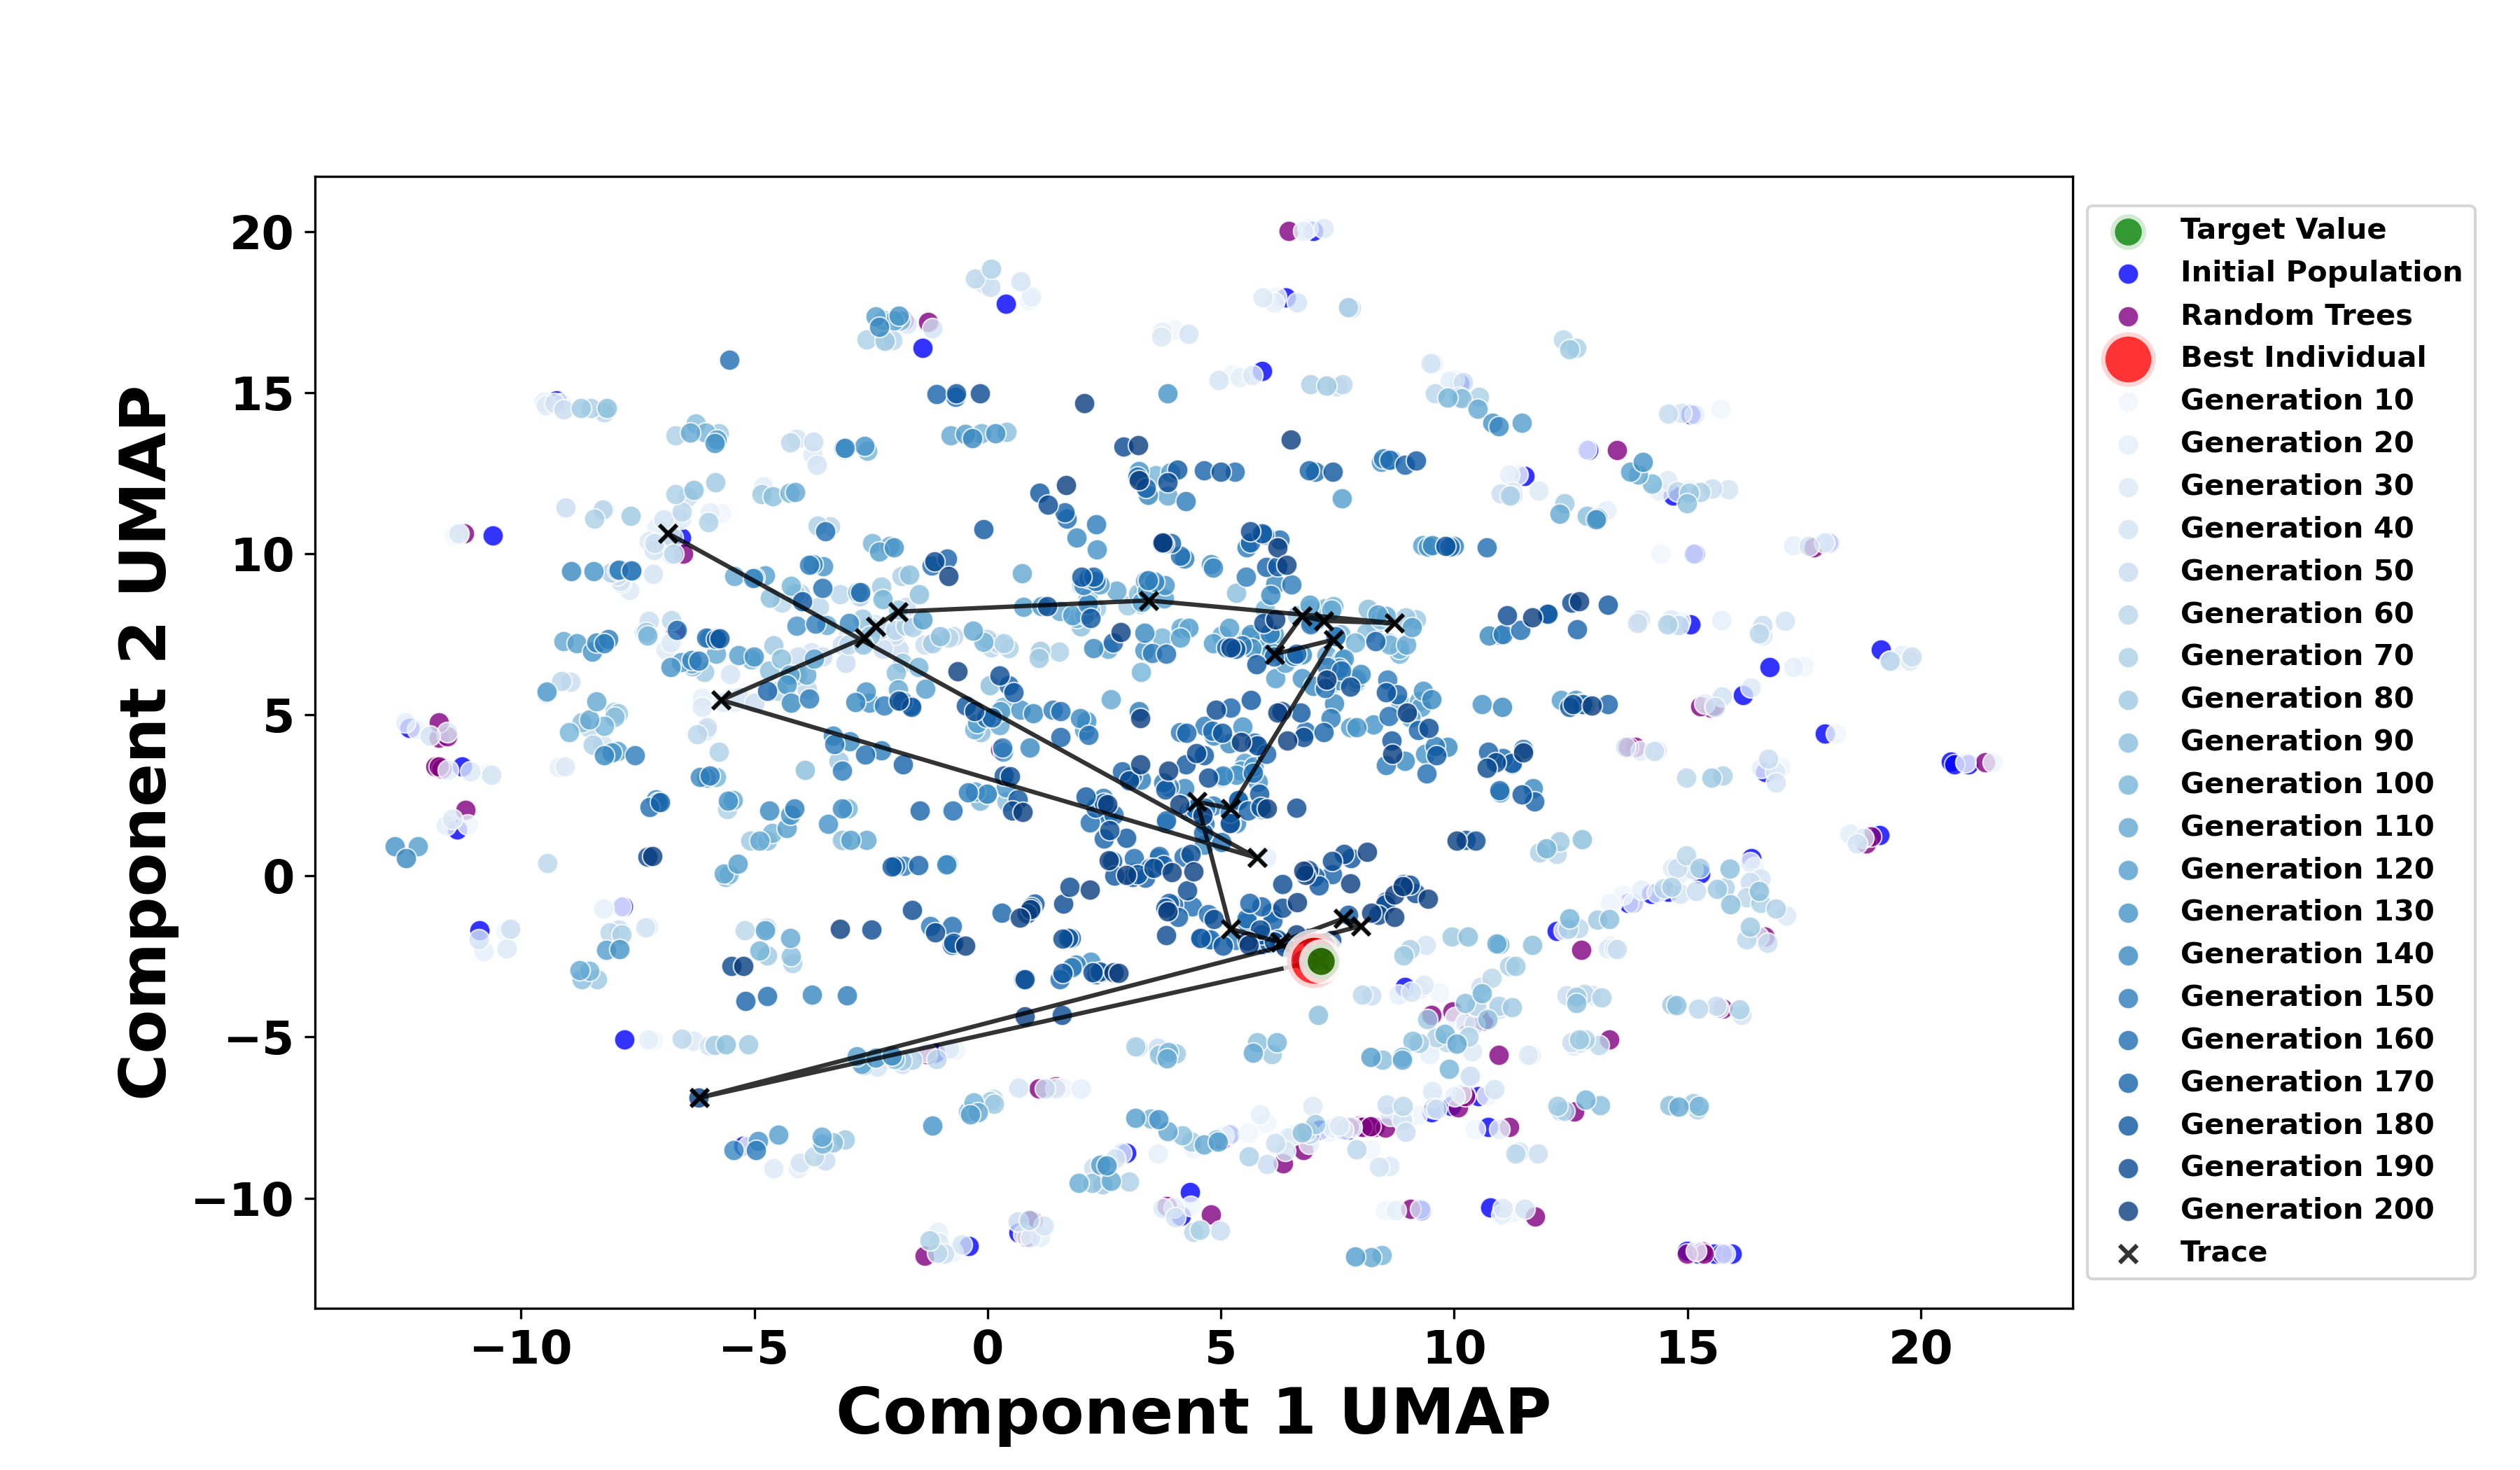 Component 2 UMAP
20
15
10
5
0
−5
−10
−10
−5
0
5
10
15
20
Component 1 UMAP
Target Value
Initial Population
Random Trees
Best Individual
Generation 10
Generation 20
Generation 30
Generation 40
Generation 50
Generation 60
Generation 70
Generation 80
Generation 90
Generation 100
Generation 110
Generation 120
Generation 130
Generation 140
Generation 150
Generation 160
Generation 170
Generation 180
Generation 190
Generation 200
Trace